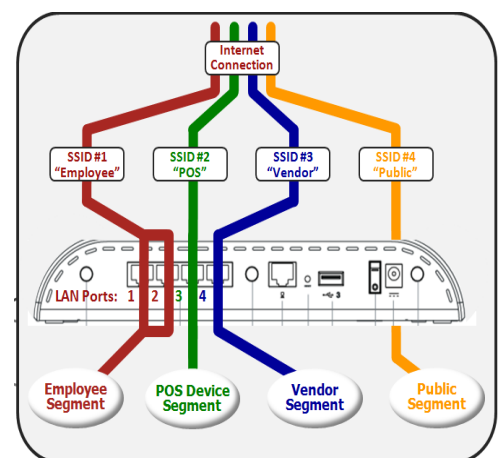 Internet
Connection
SSID #1
“Employee”
SSID #2
“POS”
SSID #3
“Vendor”
SSID #4
“Public”
LAN Ports: 1 2 3 4
3
Employee
Segment
POS Device
Segment
Vendor
Segment
Public
Segment